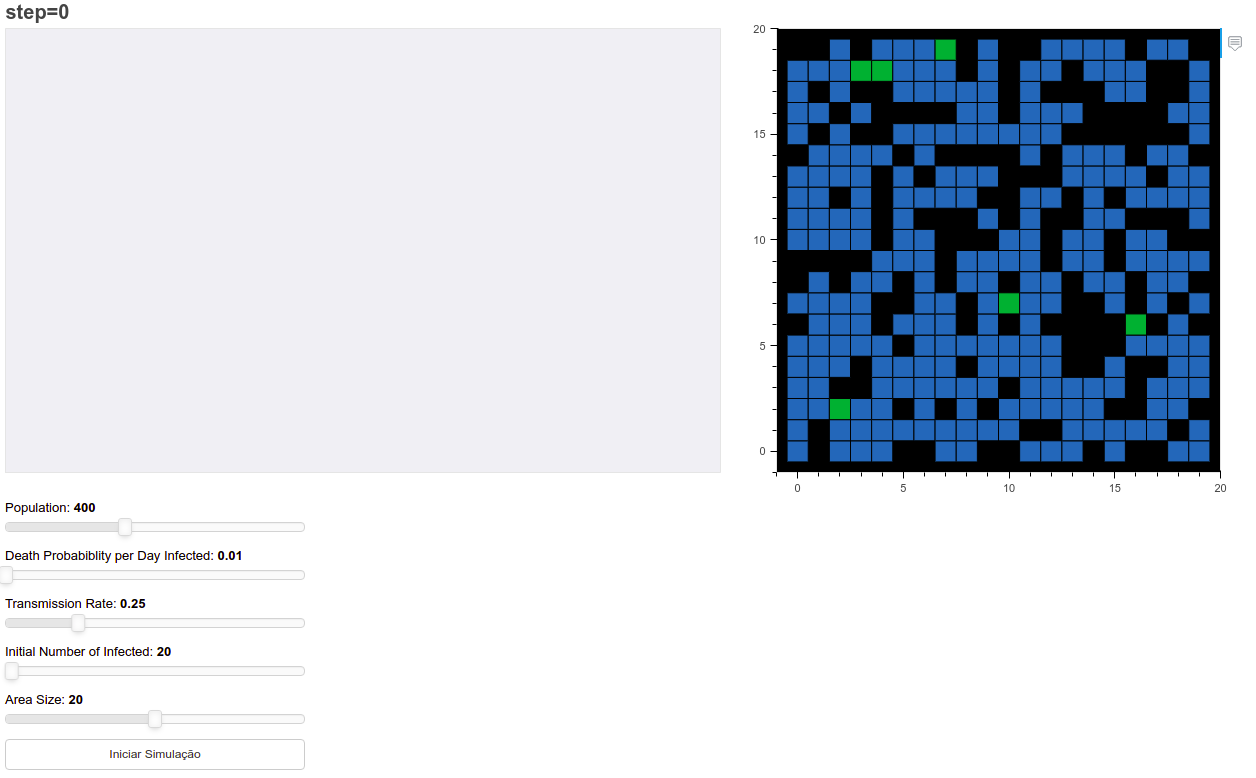 step=0
20
15
10
5
0
0
5
10
15
20
Population: 400
Death Probabiblity per Day Infected: 0.01
Transmission Rate: 0.25
Initial Number of Infected: 20
Area Size: 20
Iniciar Simulação